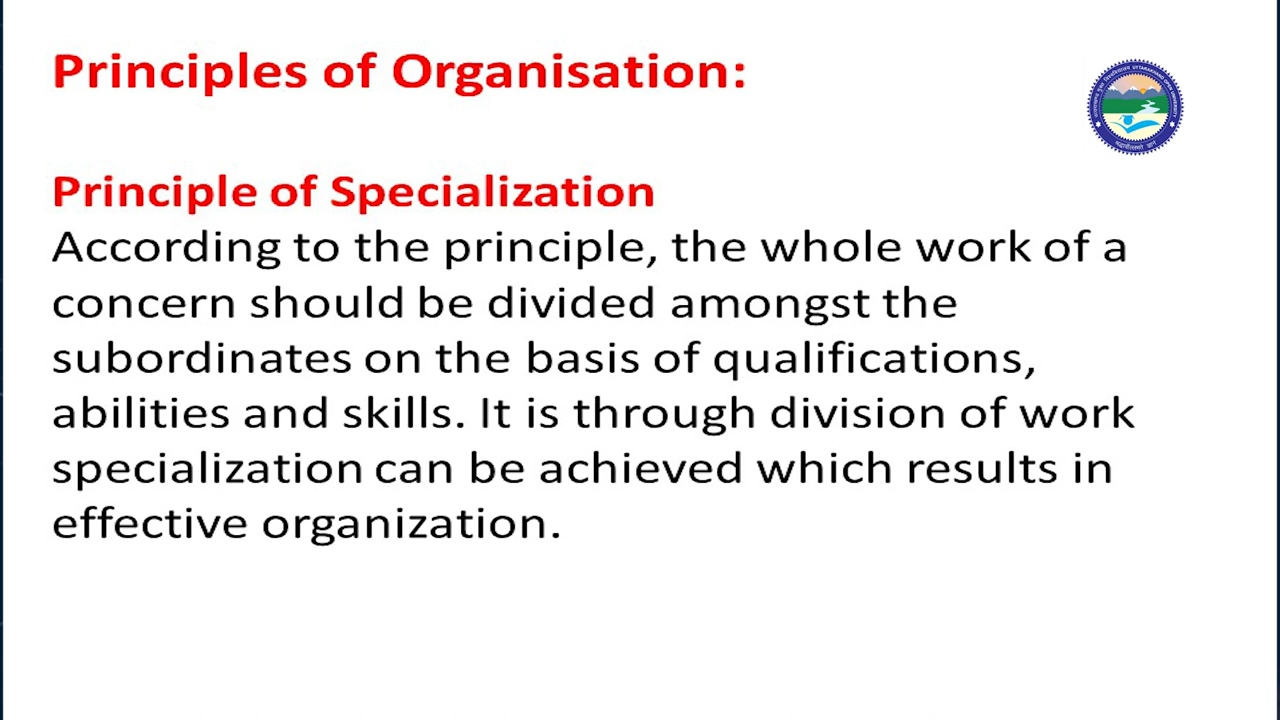 Principles of Organisation:
Principle of Specialization
According to the principle, the whole work of a
concern should be divided amongst the
subordinates on the basis of qualifications,
abilities and skills. It is through division of work
specialization can be achieved which results in
effective organization.